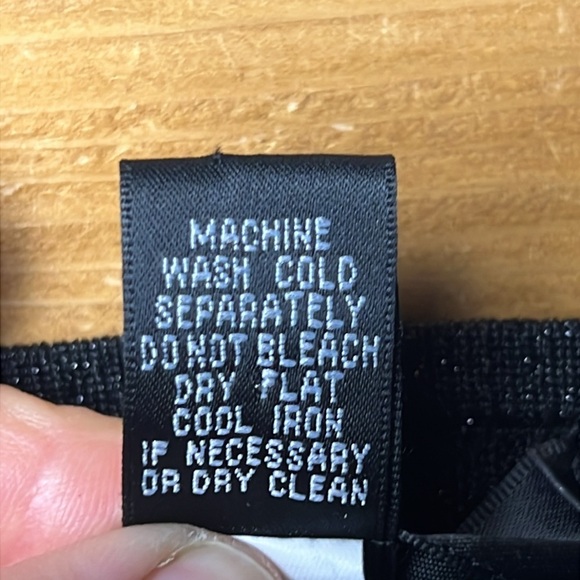 MACHINE
WASH COLD
SEPARATELY
DO NOT BLEACH
DRY FLAT
COOL IRON
IF NECESSARY
OR DRY CLEAN